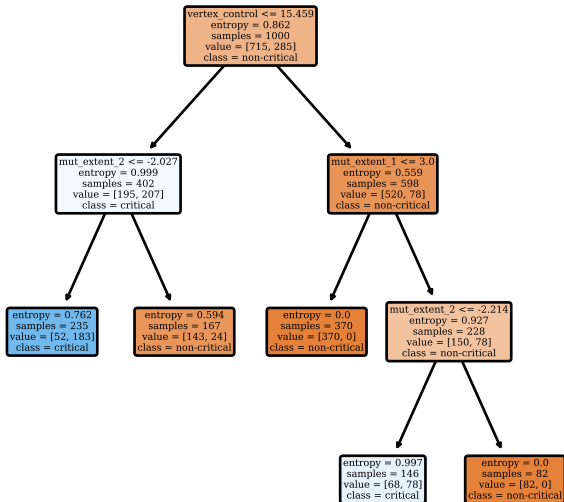 vertex_control <= 15.459
entropy = 0.862
samples = 1000
value = [715, 285]
class = non-critical
mut_extent_2 <= -2.027
entropy = 0.999
samples = 402
value = [195, 207]
class = critical
mut_extent_1 <= 3.0
entropy = 0.559
samples = 598
value = [520, 78]
class = non-critical
entropy = 0.762
samples = 235
value = [52, 183]
class = critical
entropy = 0.594
samples = 167
value = [143, 24]
class = non-critical
entropy = 0.0
samples = 370
value = [370, 0]
class = non-critical
mut_extent_2 <= -2.214
entropy = 0.927
samples = 228
value = [150, 78]
class = non-critical
entropy = 0.997
samples = 146
value = [68, 78]
class = critical
entropy = 0.0
samples = 82
value = [82, 0]
class = non-critical